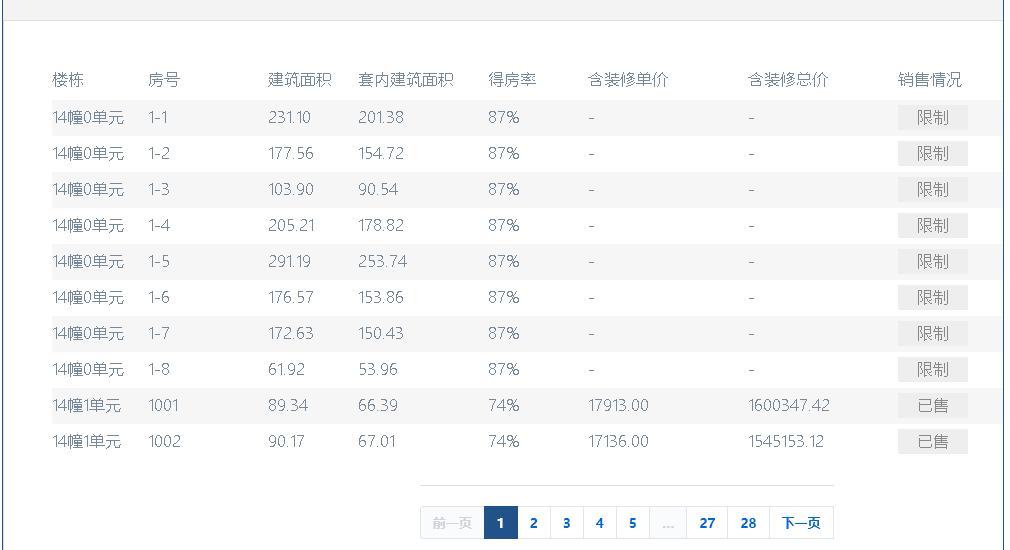 楼栋 房号 建筑面积 套内建筑面积 得房率 含装修单价 含装修总价 销售情况
14幢0单元 1-1 231.10 201.38 87% - - 限制
14幢0单元 1-2 177.56 154.72 87% - - 限制
14幢0单元 1-3 103.90 90.54 87% - - 限制
14幢0单元 1-4 205.21 178.82 87% - - 限制
14幢0单元 1-5 291.19 253.74 87% - - 限制
14幢0单元 1-6 176.57 153.86 87% - - 限制
14幢0单元 1-7 172.63 150.43 87% - - 限制
14幢0单元 1-8 61.92 53.96 87% - - 限制
14幢1单元 1001 89.34 66.39 74% 17913.00 1600347.42 已售
14幢1单元 1002 90.17 67.01 74% 17136.00 1545153.12 已售
前一页 1 2 3 4 5 ... 27 28 下一页